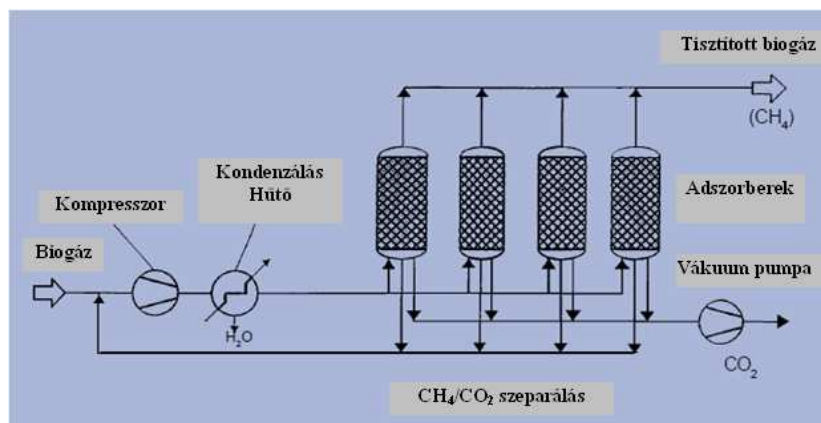 Tisztított biogáz
(CH₄)
Kondenzálás
Hűtő
Kompresszor
Adszorberek
Biogáz
Vákuum pumpa
H₂O
CO₂
CH₄/CO₂ szeparálás